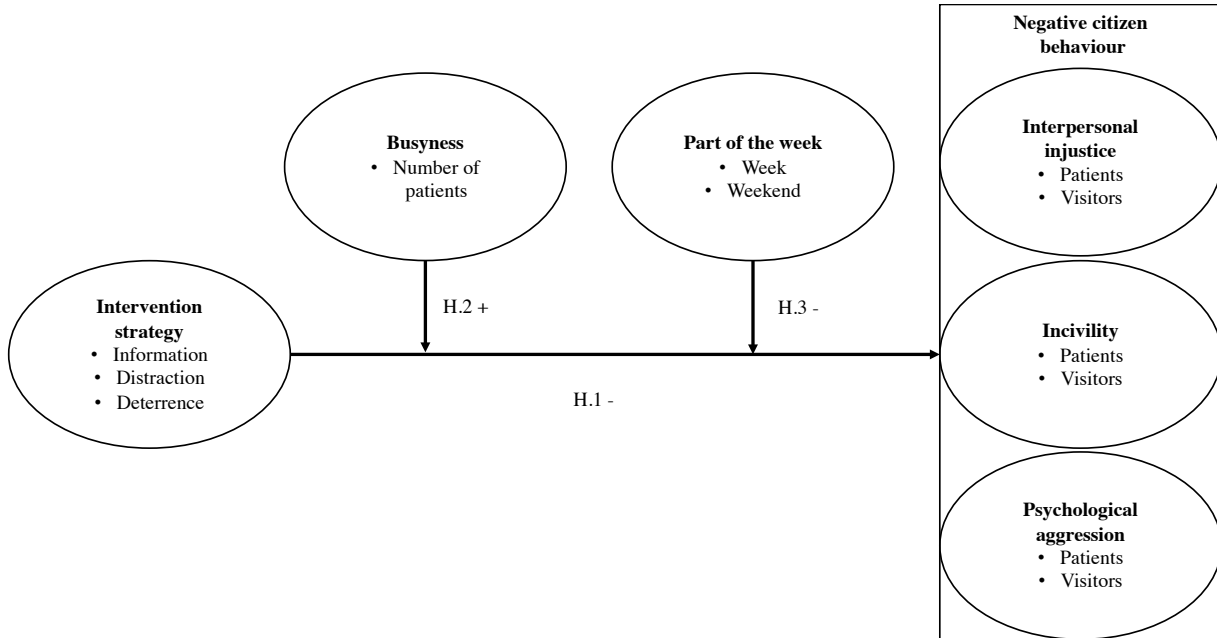 Negative citizen
behaviour
Busyness
• Number of
patients
Part of the week
• Week
• Weekend
Interpersonal
injustice
• Patients
• Visitors
Intervention
strategy
• Information
• Distraction
• Deterrence
H.2 +
H.3 -
H.1 -
Incivility
• Patients
• Visitors
Psychological
aggression
• Patients
• Visitors